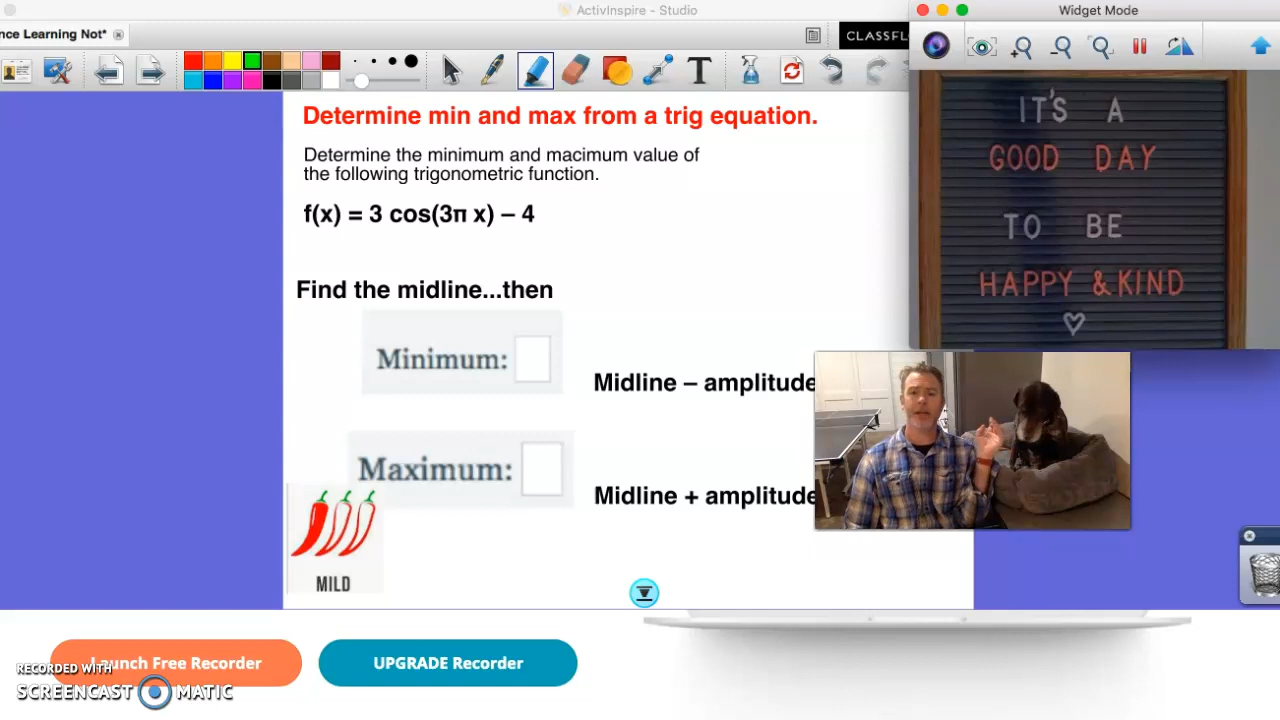 ActivInspire - Studio
Widget Mode
nce Learning Not*
CLASSFL
T
Determine min and max from a trig equation.
Determine the minimum and macimum value of
the following trigonometric function.
f(x) = 3 cos(3π x) – 4
Find the midline...then
Minimum:
Midline – amplitude
Maximum:
Midline + amplitude
MILD
IT'S A
GOOD DAY
TO BE
HAPPY & KIND
Launch Free Recorder
UPGRADE Recorder
RECORDED WITH
SCREENCAST MATIC